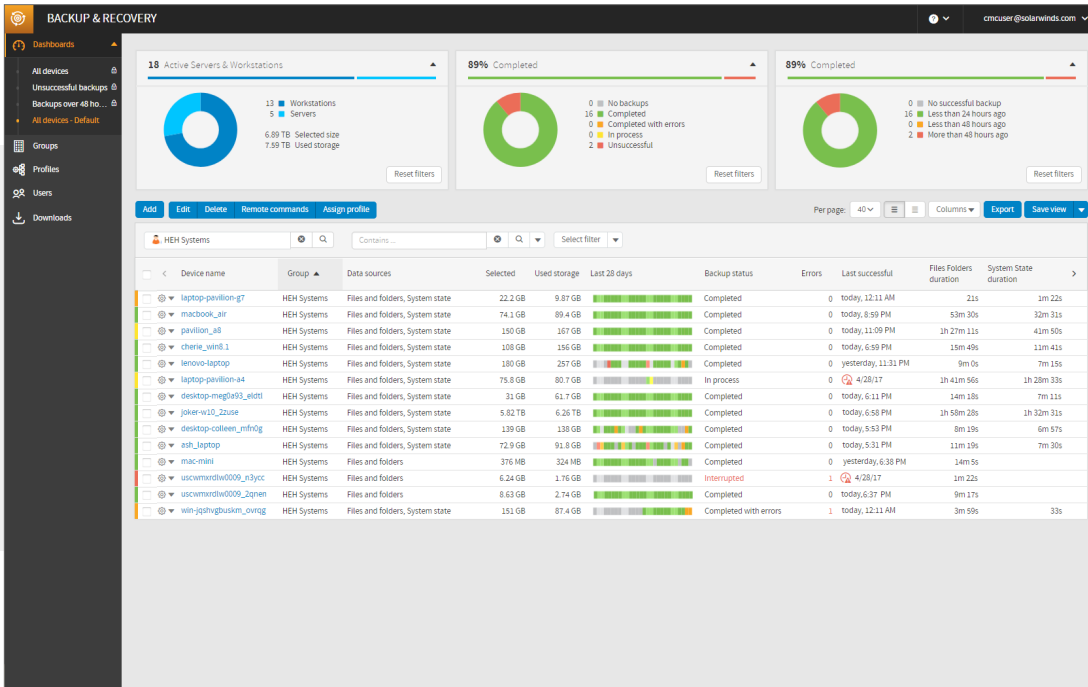 BACKUP & RECOVERY
cmcuser@solarwinds.com
Dashboards
All devices
Unsuccessful backups
Backups over 48 ho...
All devices - Default
Groups
Profiles
Users
Downloads
18 Active Servers & Workstations
13 Workstations
5 Servers
6.89 TB Selected size
7.59 TB Used storage
Reset filters
89% Completed
0 No backups
16 Completed
0 Completed with errors
0 In process
2 Unsuccessful
Reset filters
89% Completed
0 No successful backup
16 Less than 24 hours ago
0 Less than 48 hours ago
2 More than 48 hours ago
Reset filters
Add Edit Delete Remote commands Assign profile Per page: 40 Columns Export Save view
HEH Systems Contains ... Select filter
Device name Group Data sources Selected Used storage Last 28 days Backup status Errors Last successful Files Folders duration System State duration
laptop-pavilion-g7 HEH Systems Files and folders, System state 22.2 GB 9.87 GB Completed 0 today, 12:11 AM 21s 1m 22s
macbook_air HEH Systems Files and folders, System state 74.1 GB 89.4 GB Completed 0 today, 8:59 PM 53m 30s 32m 31s
pavilion_a8 HEH Systems Files and folders, System state 150 GB 167 GB Completed 0 today, 11:09 PM 1h 27m 11s 41m 50s
cherie_win8.1 HEH Systems Files and folders, System state 108 GB 156 GB Completed 0 today, 6:59 PM 15m 49s 11m 41s
lenovo-laptop HEH Systems Files and folders, System state 180 GB 257 GB Completed 0 yesterday, 11:31 PM 9m 0s 7m 15s
laptop-pavilion-a4 HEH Systems Files and folders, System state 75.8 GB 80.7 GB In process 0 4/28/17 1h 41m 56s 1h 28m 33s
desktop-meg0a93_eldtl HEH Systems Files and folders, System state 31 GB 61.7 GB Completed 0 today, 6:11 PM 14m 18s 7m 11s
joker-w10_2zuse HEH Systems Files and folders, System state 5.82 TB 6.26 TB Completed 0 today, 6:58 PM 1h 58m 28s 1h 32m 31s
desktop-colleen_mfn0g HEH Systems Files and folders, System state 139 GB 138 GB Completed 0 today, 5:53 PM 8m 19s 6m 57s
ash_laptop HEH Systems Files and folders, System state 72.9 GB 91.8 GB Completed 0 today, 5:31 PM 11m 19s 7m 30s
mac-mini HEH Systems Files and folders 376 MB 324 MB Completed 0 yesterday, 6:38 PM 14m 5s
uscwmxrdlw0009_n3ycc HEH Systems Files and folders 6.24 GB 1.76 GB Interrupted 1 4/28/17 1m 22s
uscwmxrdlw0009_2qnen HEH Systems Files and folders 8.63 GB 2.74 GB Completed 0 today,6:37 PM 9m 17s
win-jqshvgbuskm_ovrqg HEH Systems Files and folders, System state 151 GB 87.4 GB Completed with errors 1 today, 12:11 AM 3m 59s 33s